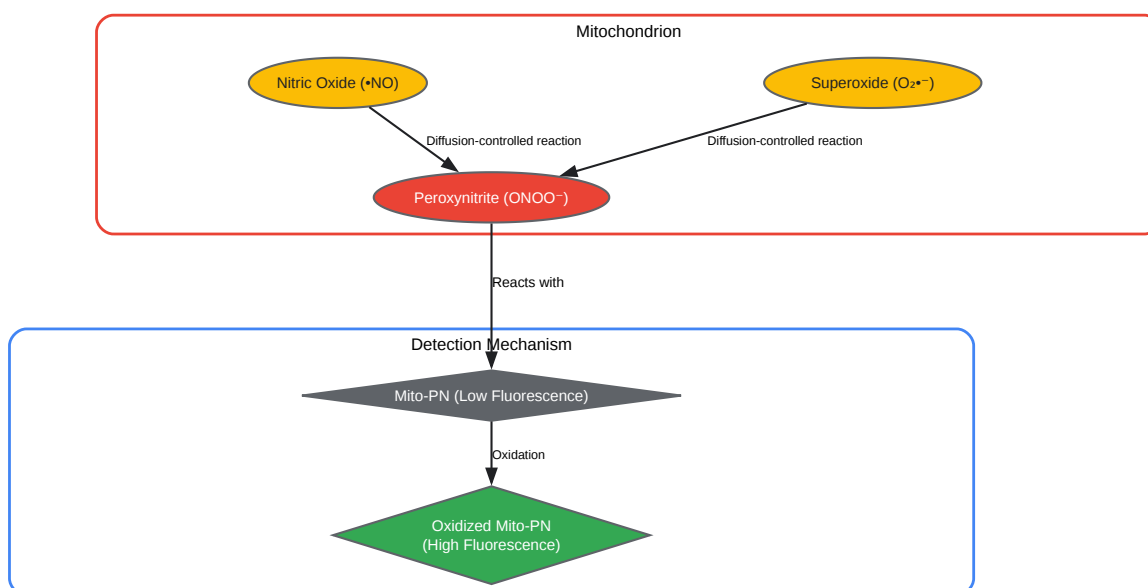 Mitochondrion
Nitric Oxide (•NO)
Superoxide (O₂•⁻)
Diffusion-controlled reaction
Diffusion-controlled reaction
Peroxynitrite (ONOO⁻)
Reacts with
Detection Mechanism
Mito-PN (Low Fluorescence)
Oxidation
Oxidized Mito-PN
(High Fluorescence)